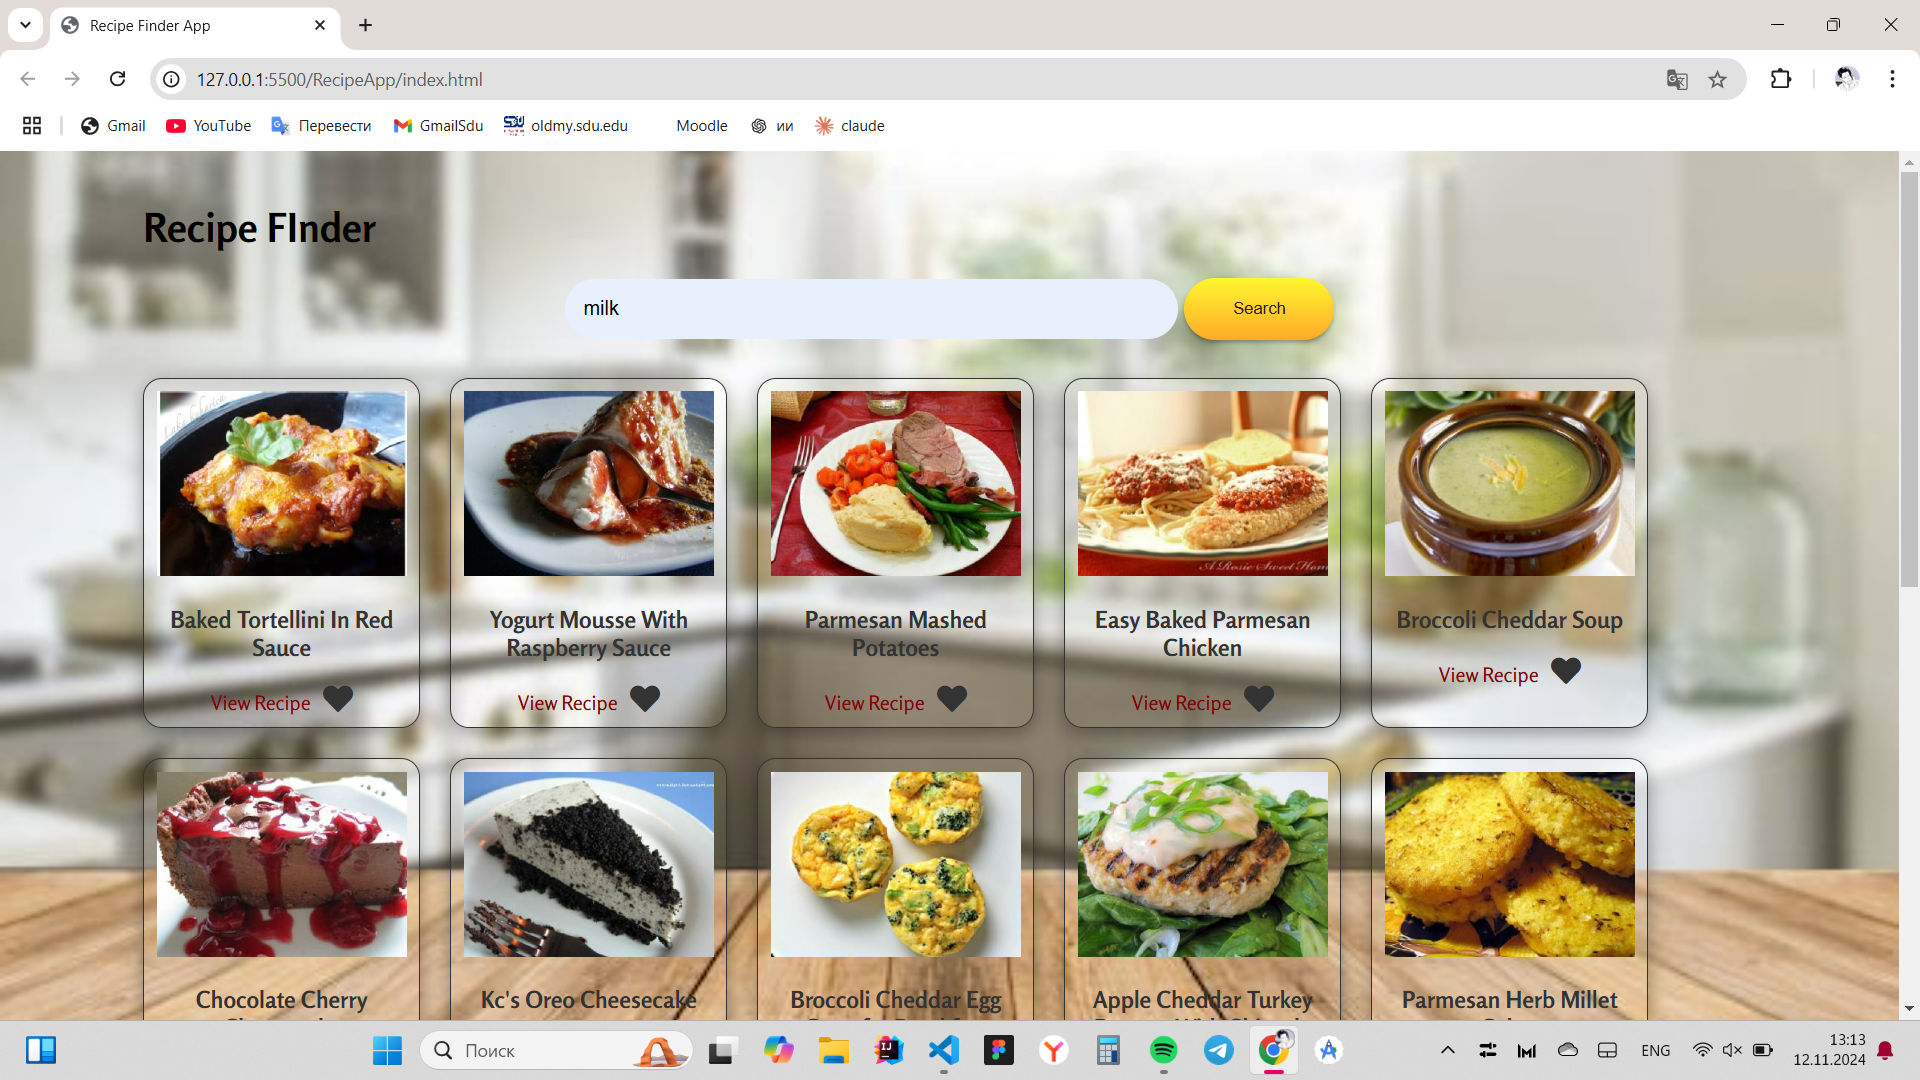 Recipe Finder App
127.0.0.1:5500/RecipeApp/index.html
Gmail
YouTube
Перевести
GmailSdu
oldmy.sdu.edu
Moodle
ии
claude
Recipe FInder
milk
Search
A Rosie Sweet Home
Baked Tortellini In Red
Sauce
View Recipe
Yogurt Mousse With
Raspberry Sauce
View Recipe
Parmesan Mashed
Potatoes
View Recipe
Easy Baked Parmesan
Chicken
View Recipe
Broccoli Cheddar Soup
View Recipe
Chocolate Cherry
Kc's Oreo Cheesecake
Broccoli Cheddar Egg
Apple Cheddar Turkey
Parmesan Herb Millet
Поиск
ENG
13:13
12.11.2024